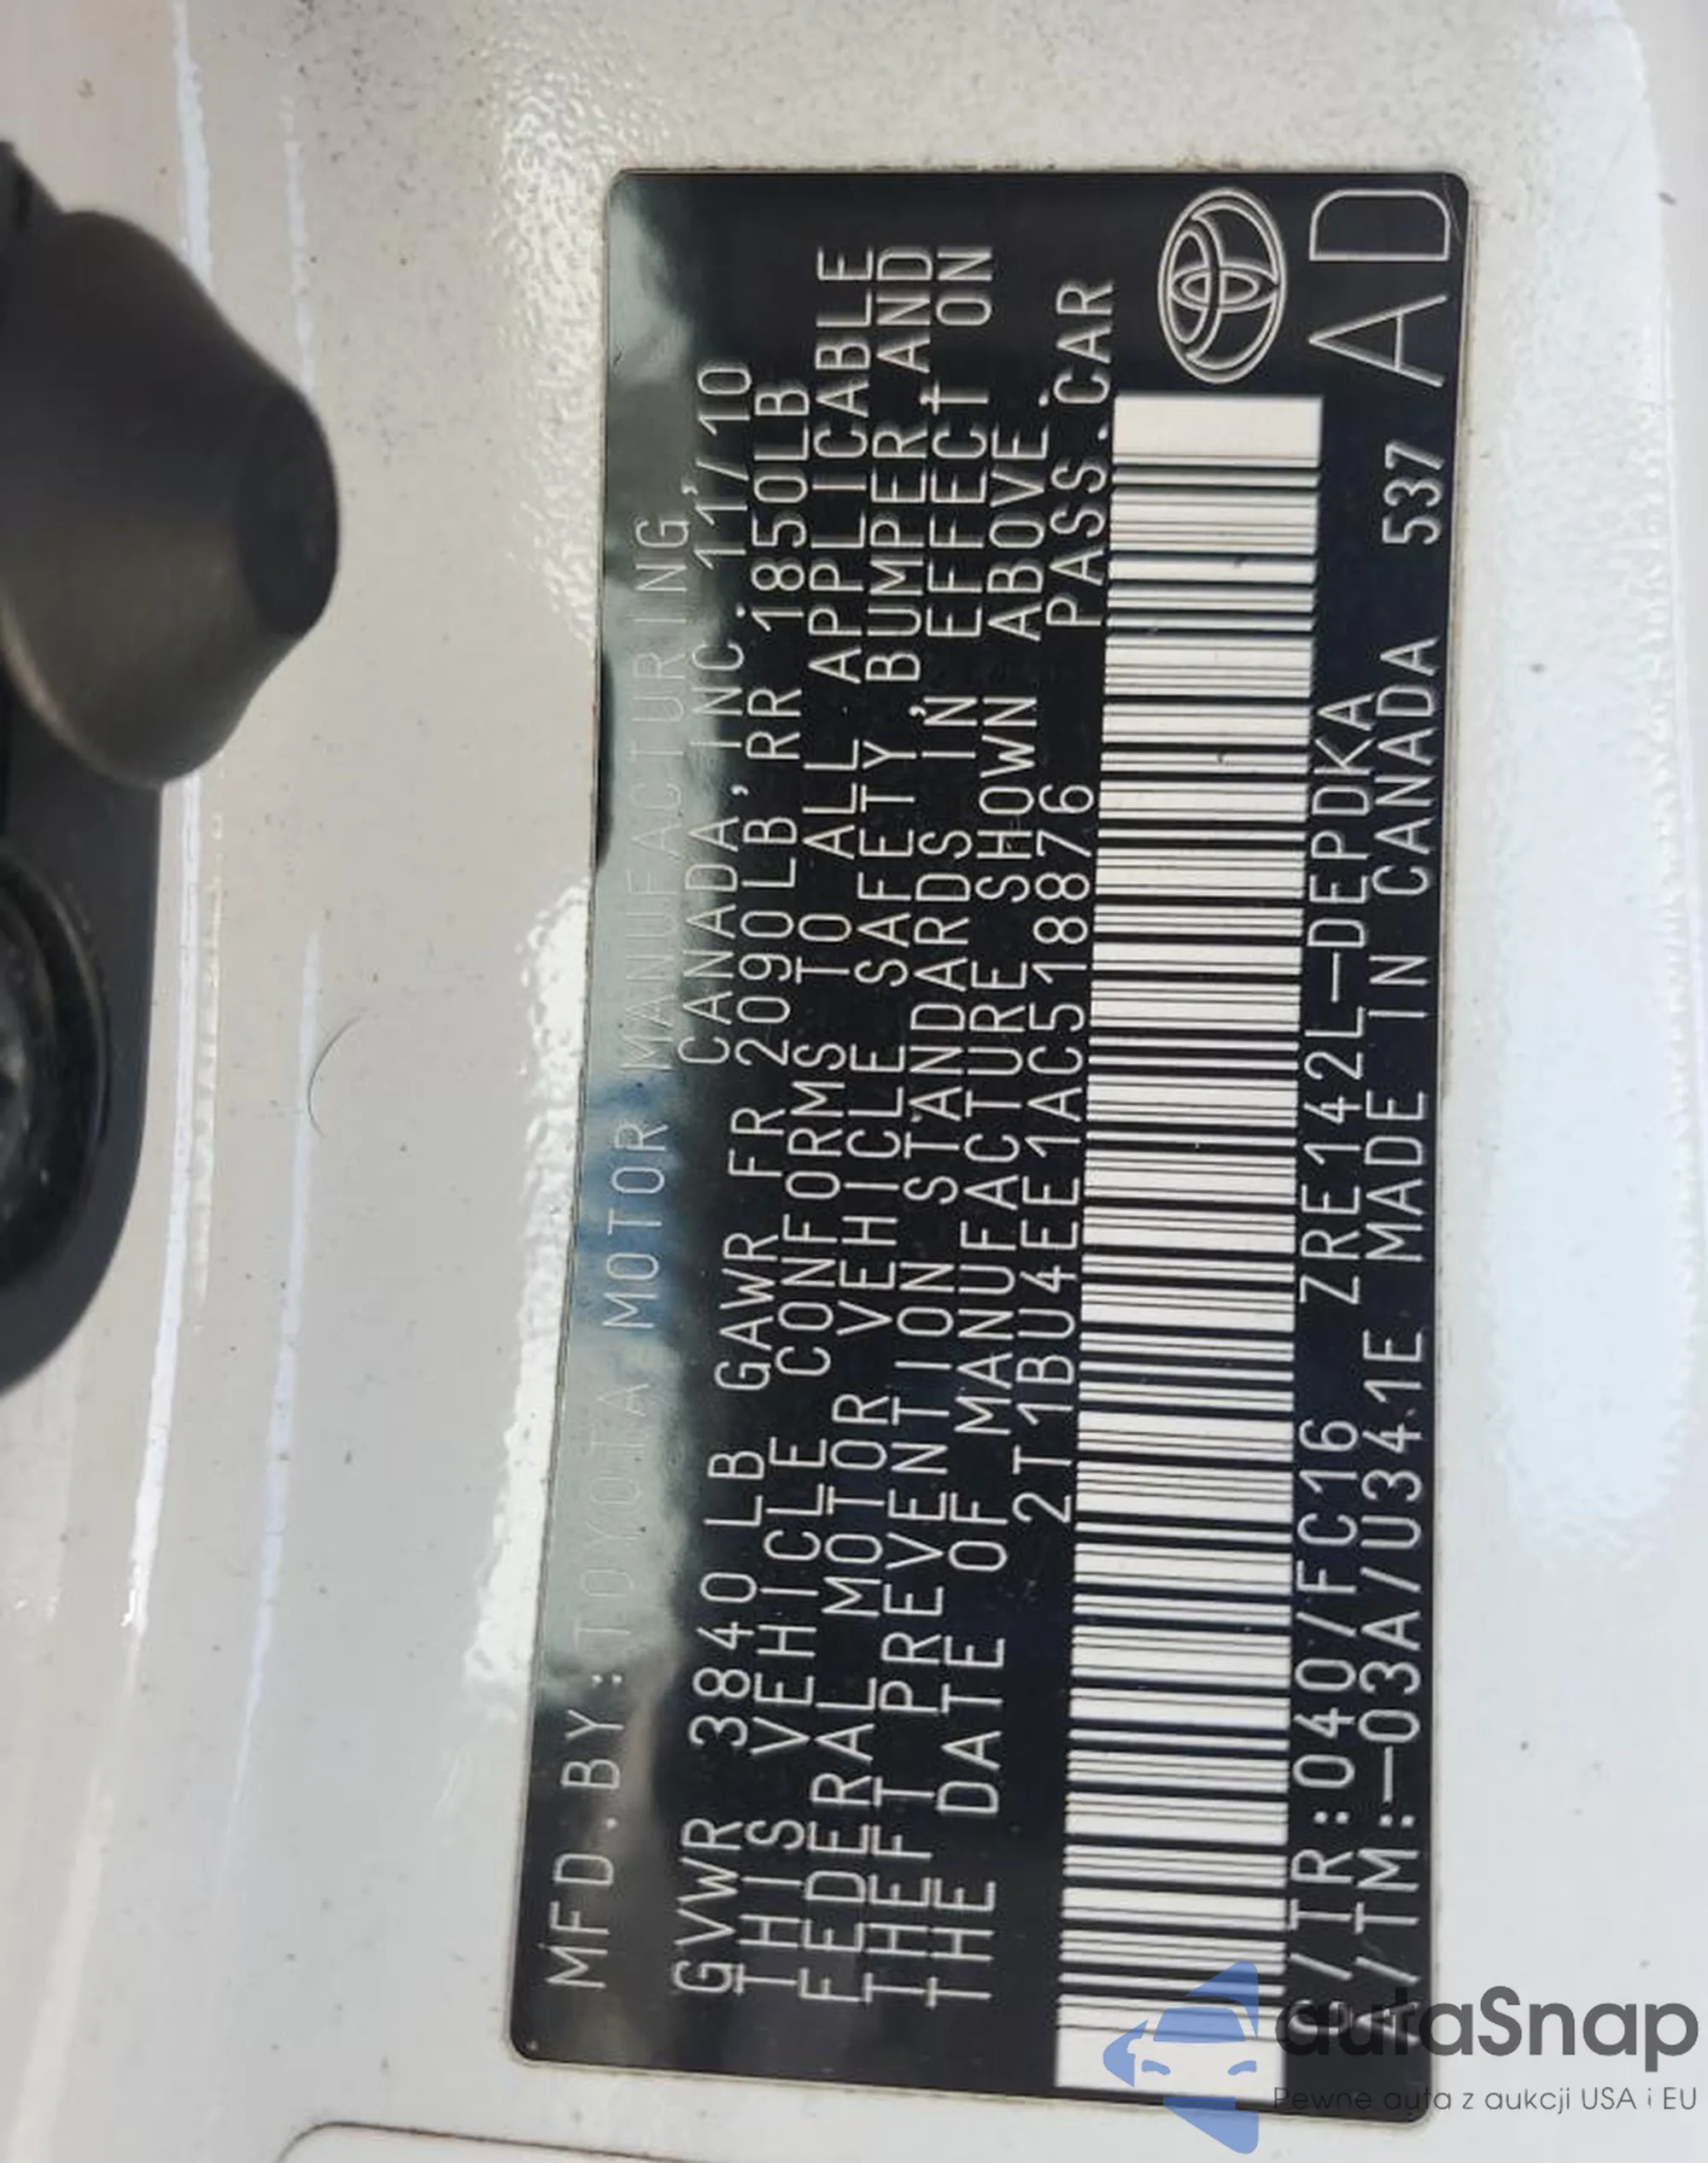 MFD.BY:TOYOTA MOTOR MANUFACTURING,
CANADA, INC. 11/10
GVWR 3840 LB GAWR FR 2090LB, RR 1850LB
THIS VEHICLE CONFORMS TO ALL APPLICABLE
FEDERAL MOTOR VEHICLE SAFETY, BUMPER, AND
THEFT PREVENTION STANDARDS IN EFFECT ON
THE DATE OF MANUFACTURE SHOWN ABOVE.
2T1BU4EE1AC518876 PASS.CAR
C/TR:040/FC16 ZRE142L-DEPDKA
A/TM:-03A/U341E MADE IN CANADA 537 AD
autaSnap
Pewne auta z aukcji USA i EU